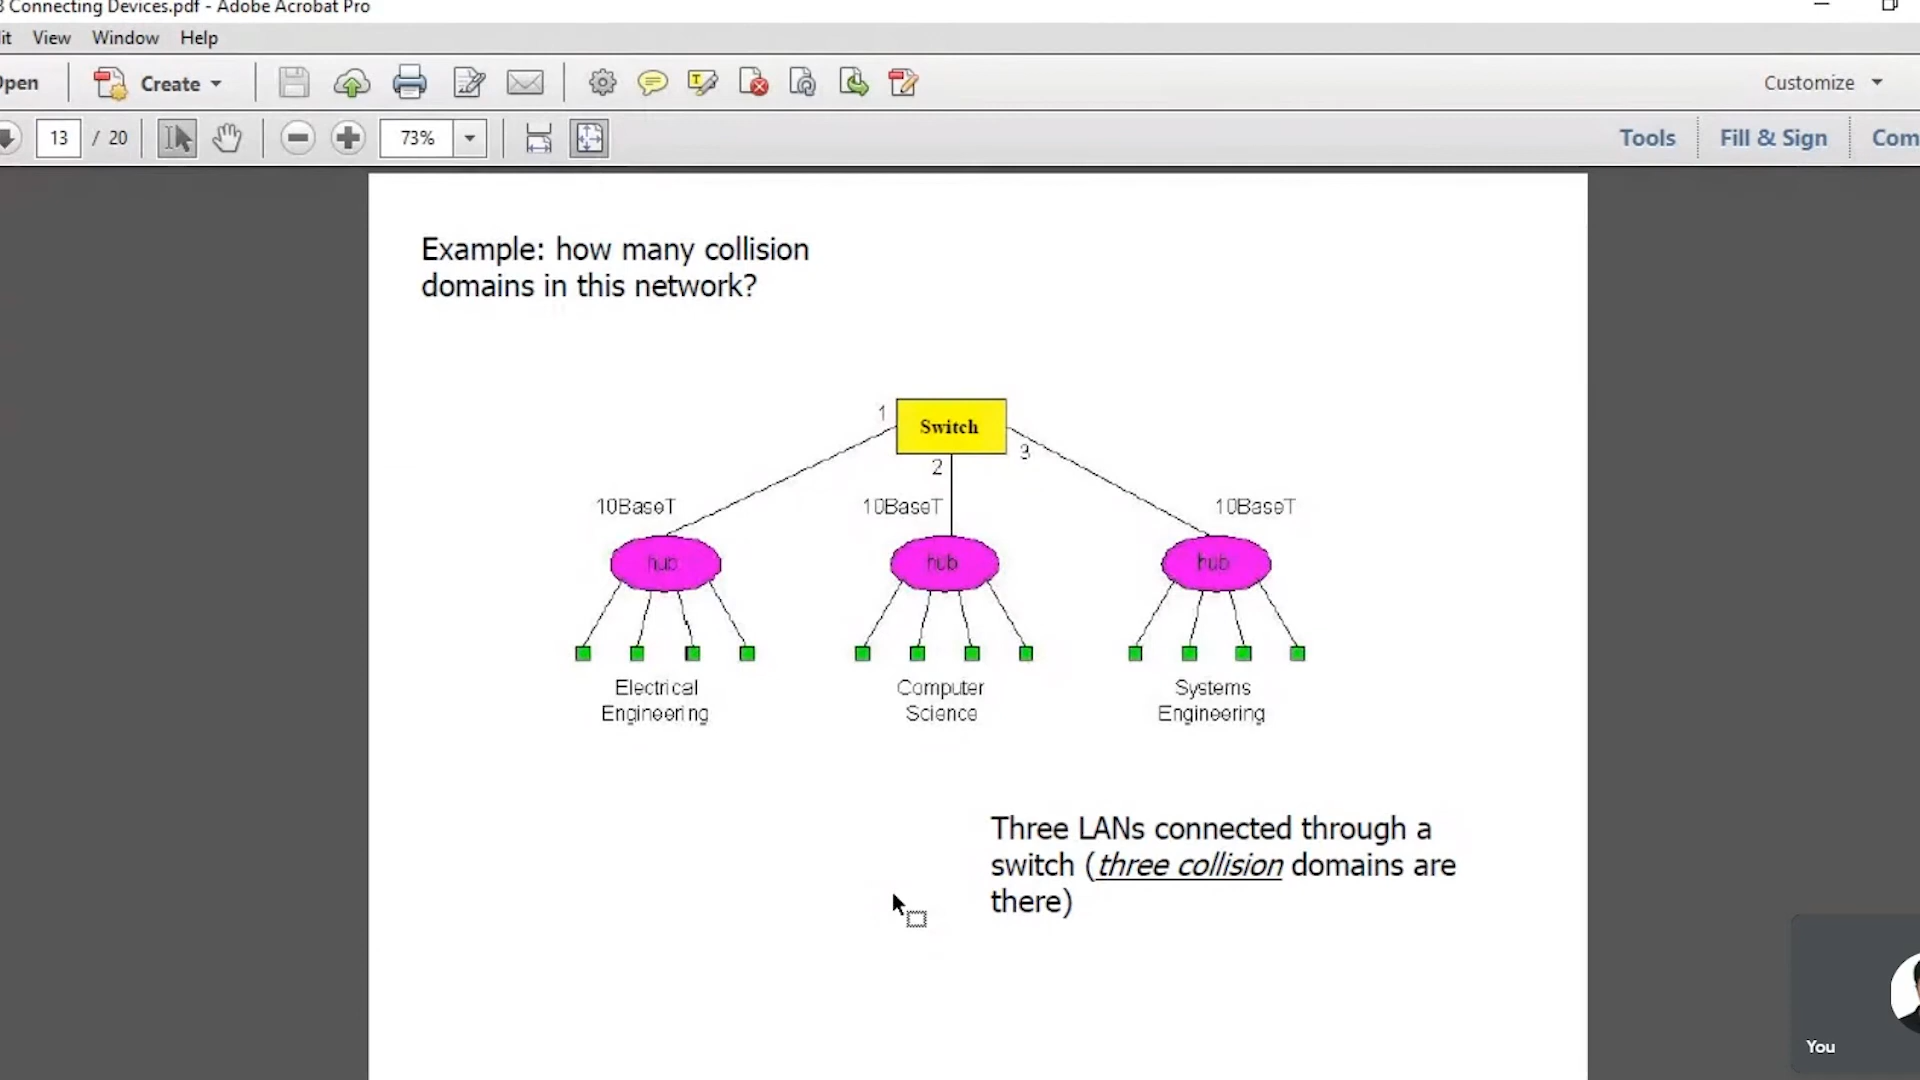 3 Connecting Devices.pdf - Adobe Acrobat Pro
it View Window Help
Open Create Customize
13 / 20 73% Tools Fill & Sign Com
Example: how many collision
domains in this network?
1 Switch
2 3
10BaseT 10BaseT 10BaseT
hub hub hub
Electrical Computer Systems
Engineering Science Engineering
Three LANs connected through a
switch (three collision domains are
there)
You